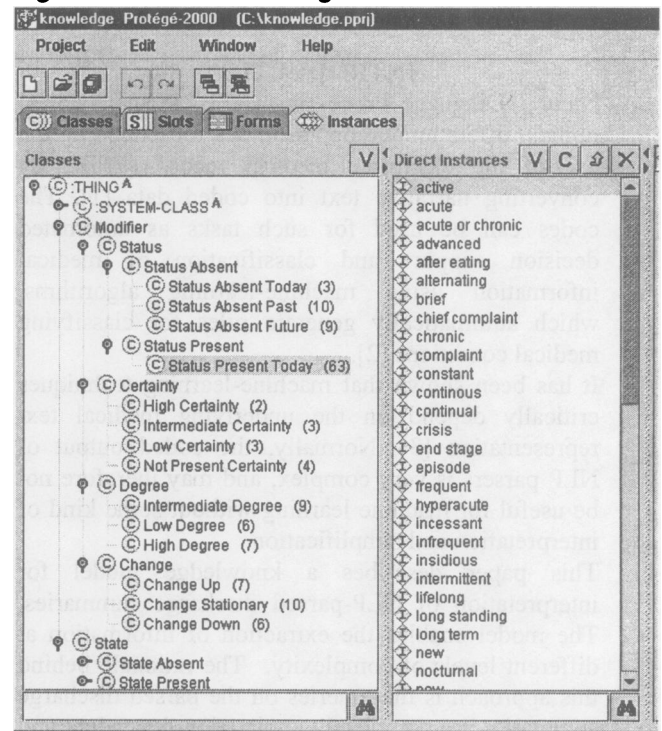 knowledge Protégé-2000 (C:\knowledge.pprj)
Project Edit Window Help
Classes Slots Forms Instances
Classes V
:THING A
:SYSTEM-CLASS A
Modifier
Status
Status Absent
Status Absent Today (3)
Status Absent Past (10)
Status Absent Future (9)
Status Present
Status Present Today (63)
Certainty
High Certainty (2)
Intermediate Certainty (3)
Low Certainty (3)
Not Present Certainty (4)
Degree
Intermediate Degree (9)
Low Degree (6)
High Degree (7)
Change
Change Up (7)
Change Stationary (10)
Change Down (6)
State
State Absent
State Present
Direct Instances V C X
active
acute
acute or chronic
advanced
after eating
alternating
brief
chief complaint
chronic
complaint
constant
continous
continual
crisis
end stage
episode
frequent
hyperacute
incessant
infrequent
insidious
intermittent
lifelong
long standing
long term
new
nocturnal